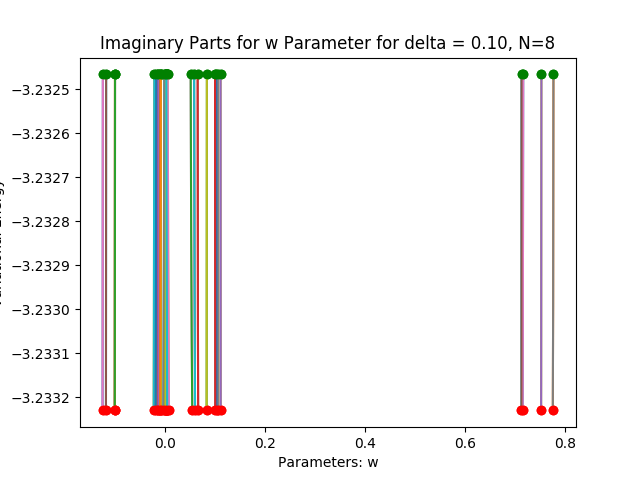 Imaginary Parts for w Parameter for delta = 0.10, N=8
−3.2325
−3.2326
−3.2327
−3.2328
−3.2329
−3.2330
−3.2331
−3.2332
0.0 0.2 0.4 0.6 0.8
Parameters: w